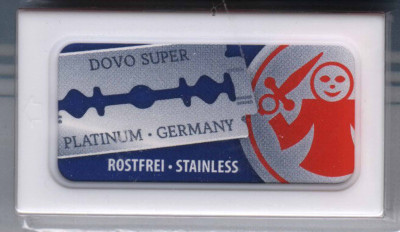 DOVO SUPER
PLATINUM · GERMANY
ROSTFREI · STAINLESS